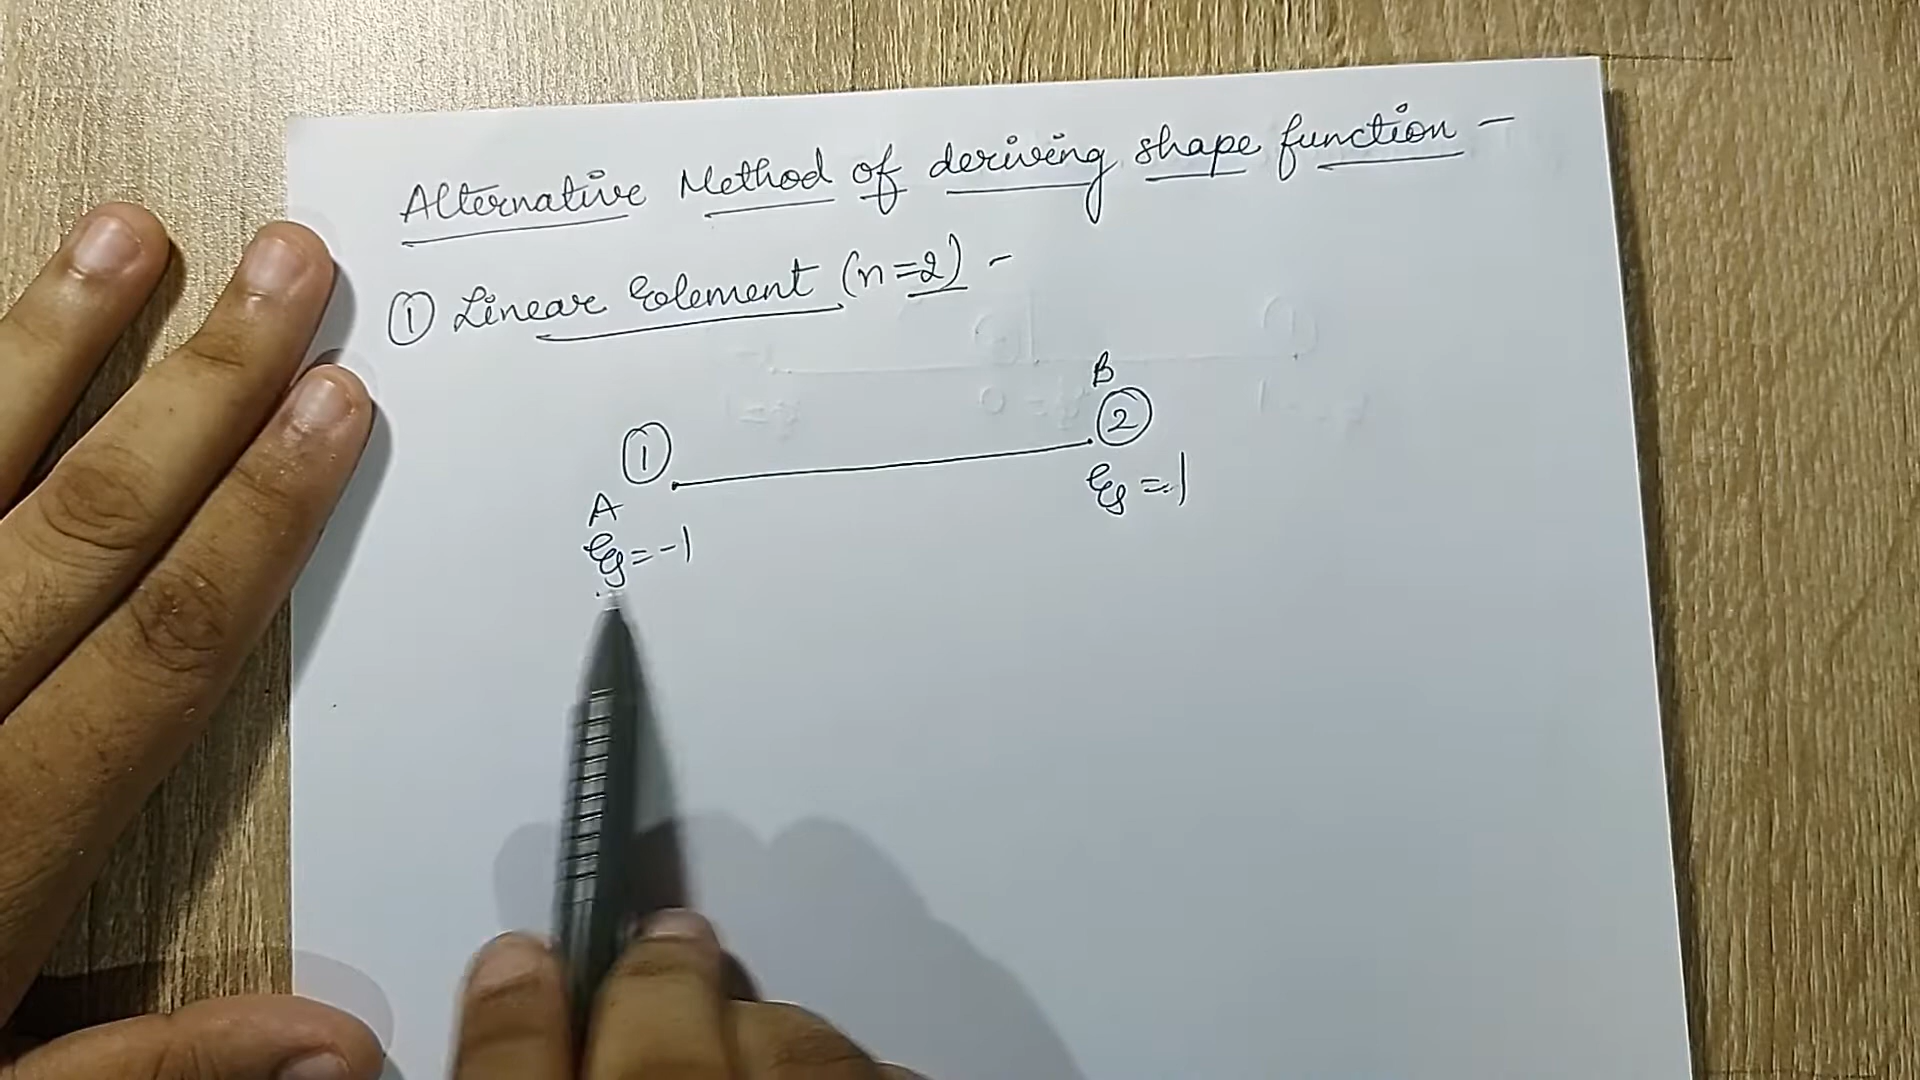 Alternative Method of deriving shape function -
① Linear Element (n=2) -
B
① ②
A
ξ = -1 ξ = 1